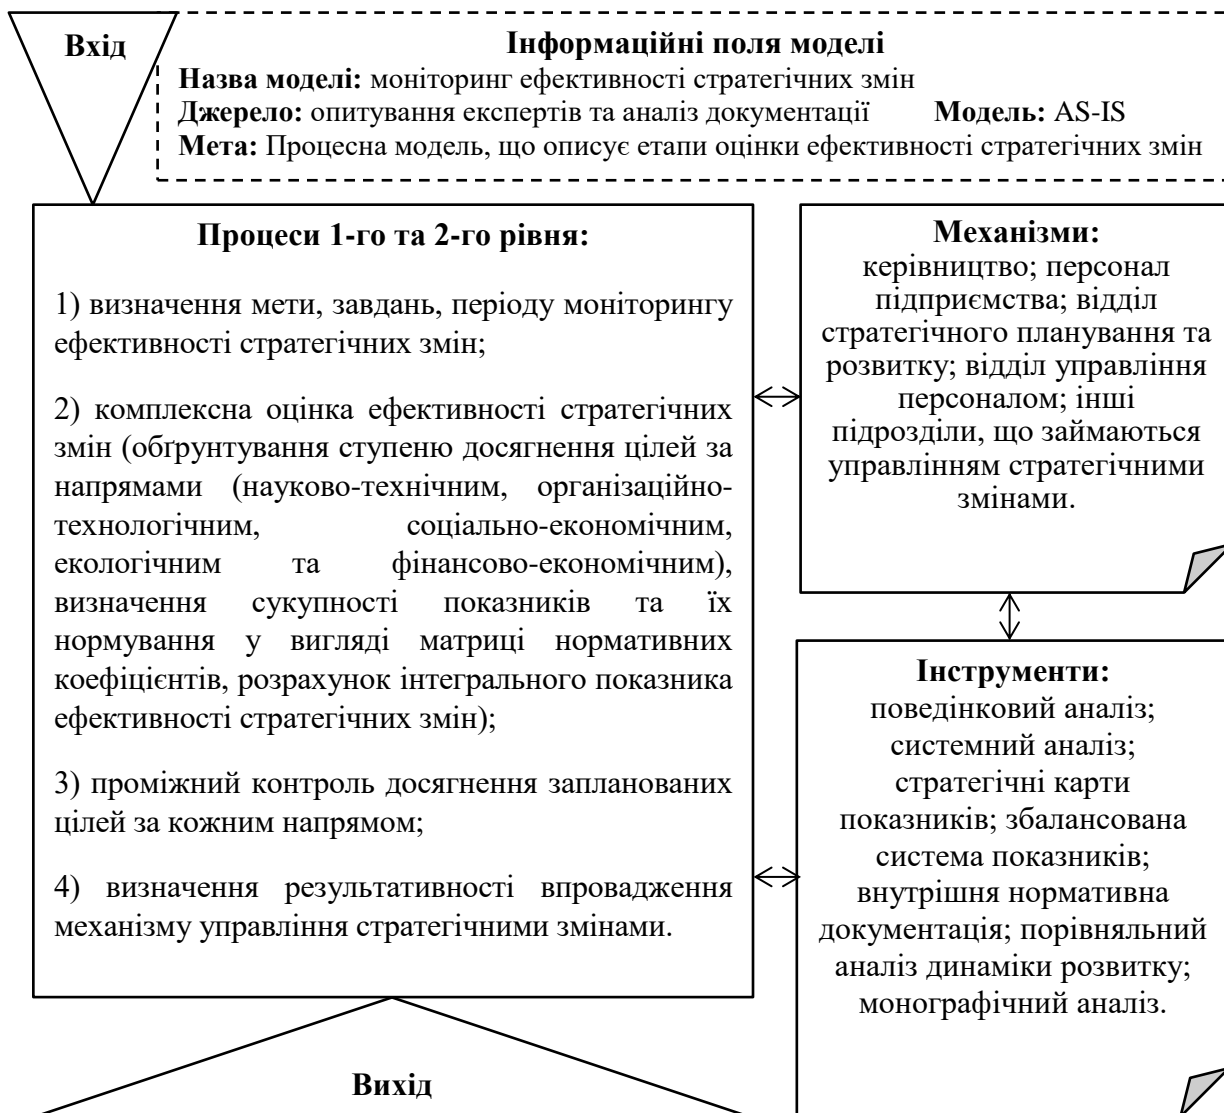 Вхід
Інформаційні поля моделі
Назва моделі: моніторинг ефективності стратегічних змін
Джерело: опитування експертів та аналіз документації Модель: AS-IS
Мета: Процесна модель, що описує етапи оцінки ефективності стратегічних змін
Процеси 1-го та 2-го рівня:
1) визначення мети, завдань, періоду моніторингу
ефективності стратегічних змін;
2) комплексна оцінка ефективності стратегічних
змін (обґрунтування ступеню досягнення цілей за
напрямами (науково-технічним, організаційно-
технологічним, соціально-економічним,
екологічним та фінансово-економічним),
визначення сукупності показників та їх
нормування у вигляді матриці нормативних
коефіцієнтів, розрахунок інтегрального показника
ефективності стратегічних змін);
3) проміжний контроль досягнення запланованих
цілей за кожним напрямом;
4) визначення результативності впровадження
механізму управління стратегічними змінами.
Механізми:
керівництво; персонал
підприємства; відділ
стратегічного планування та
розвитку; відділ управління
персоналом; інші
підрозділи, що займаються
управлінням стратегічними
змінами.
Інструменти:
поведінковий аналіз;
системний аналіз;
стратегічні карти
показників; збалансована
система показників;
внутрішня нормативна
документація; порівняльний
аналіз динаміки розвитку;
монографічний аналіз.
Вихід